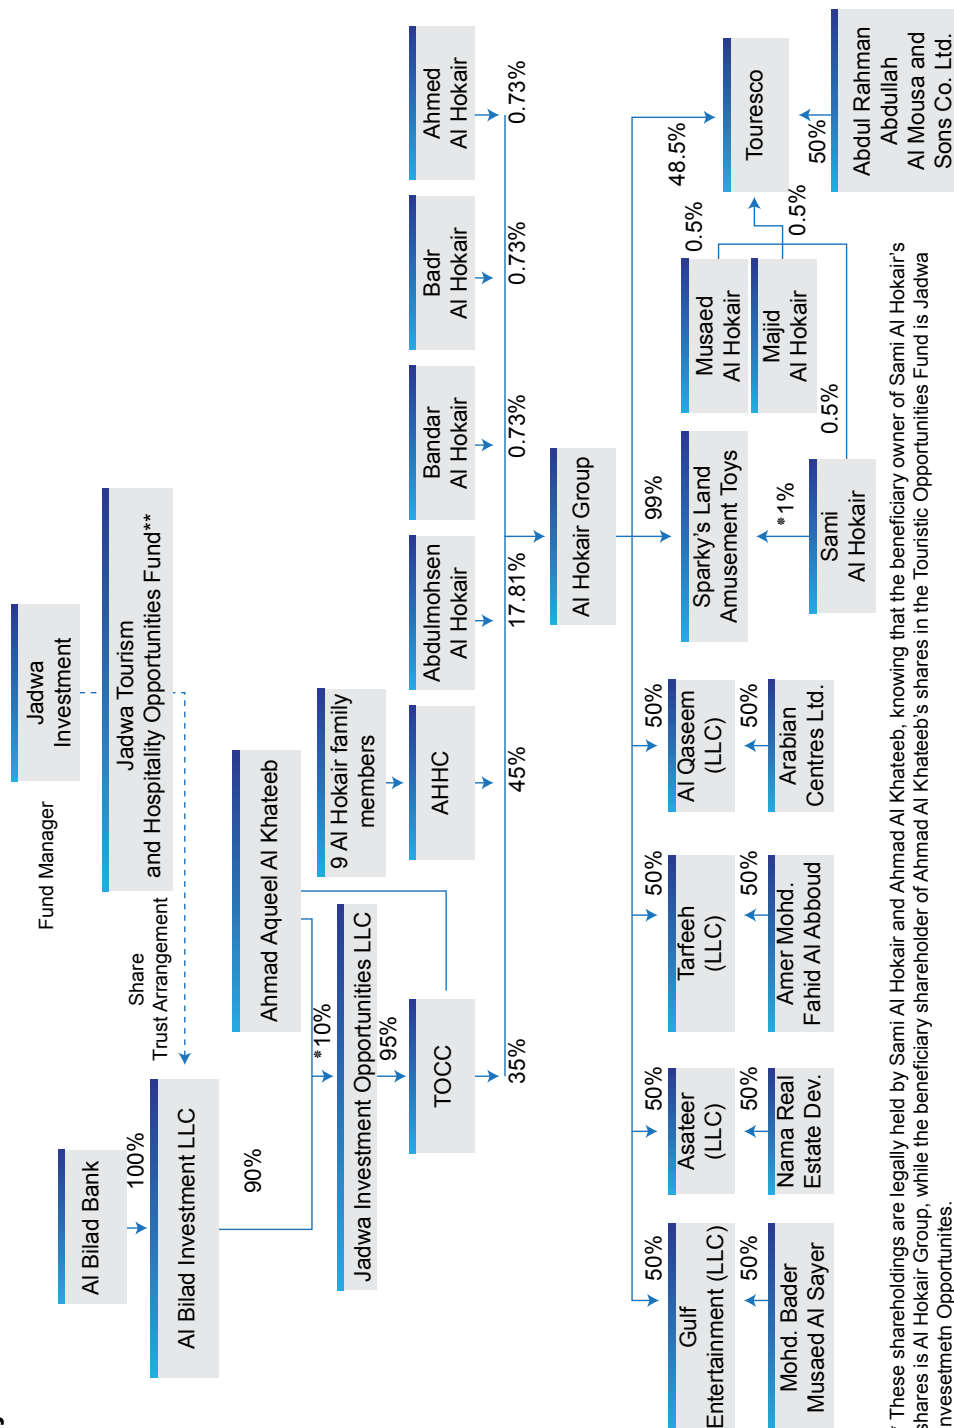 Fund Manager
Jadwa
Investment
Jadwa Tourism
and Hospitality Opportunities Fund**
Share
Trust Arrangement
Al Bilad Bank
100%
Al Bilad Investment LLC
90%
Ahmad Aqueel Al Khateeb
*10%
Jadwa Investment Opportunities LLC
95%
9 Al Hokair family
members
TOCC
35%
AHHC
45%
Abdulmohsen
Al Hokair
17.81%
Bandar
Al Hokair
0.73%
Badr
Al Hokair
0.73%
Ahmed
Al Hokair
0.73%
Al Hokair Group
50%
Gulf
Entertainment (LLC)
50%
Mohd. Bader
Musaed Al Sayer
50%
Asateer
(LLC)
50%
Nama Real
Estate Dev.
50%
Tarfeeh
(LLC)
50%
Amer Mohd.
Fahid Al Abboud
50%
Al Qaseem
(LLC)
50%
Arabian
Centres Ltd.
99%
Sparky's Land
Amusement Toys
*1%
Sami
Al Hokair
0.5%
Musaed
Al Hokair
0.5%
Majid
Al Hokair
0.5%
48.5%
Touresco
50%
Abdul Rahman
Abdullah
Al Mousa and
Sons Co. Ltd.
* These shareholdings are legally held by Sami Al Hokair and Ahmad Al Khateeb, knowing that the beneficiary owner of Sami Al Hokair's
shares is Al Hokair Group, while the beneficiary shareholder of Ahmad Al Khateeb's shares in the Touristic Opportunities Fund is Jadwa
Invesetmetn Opportunites.